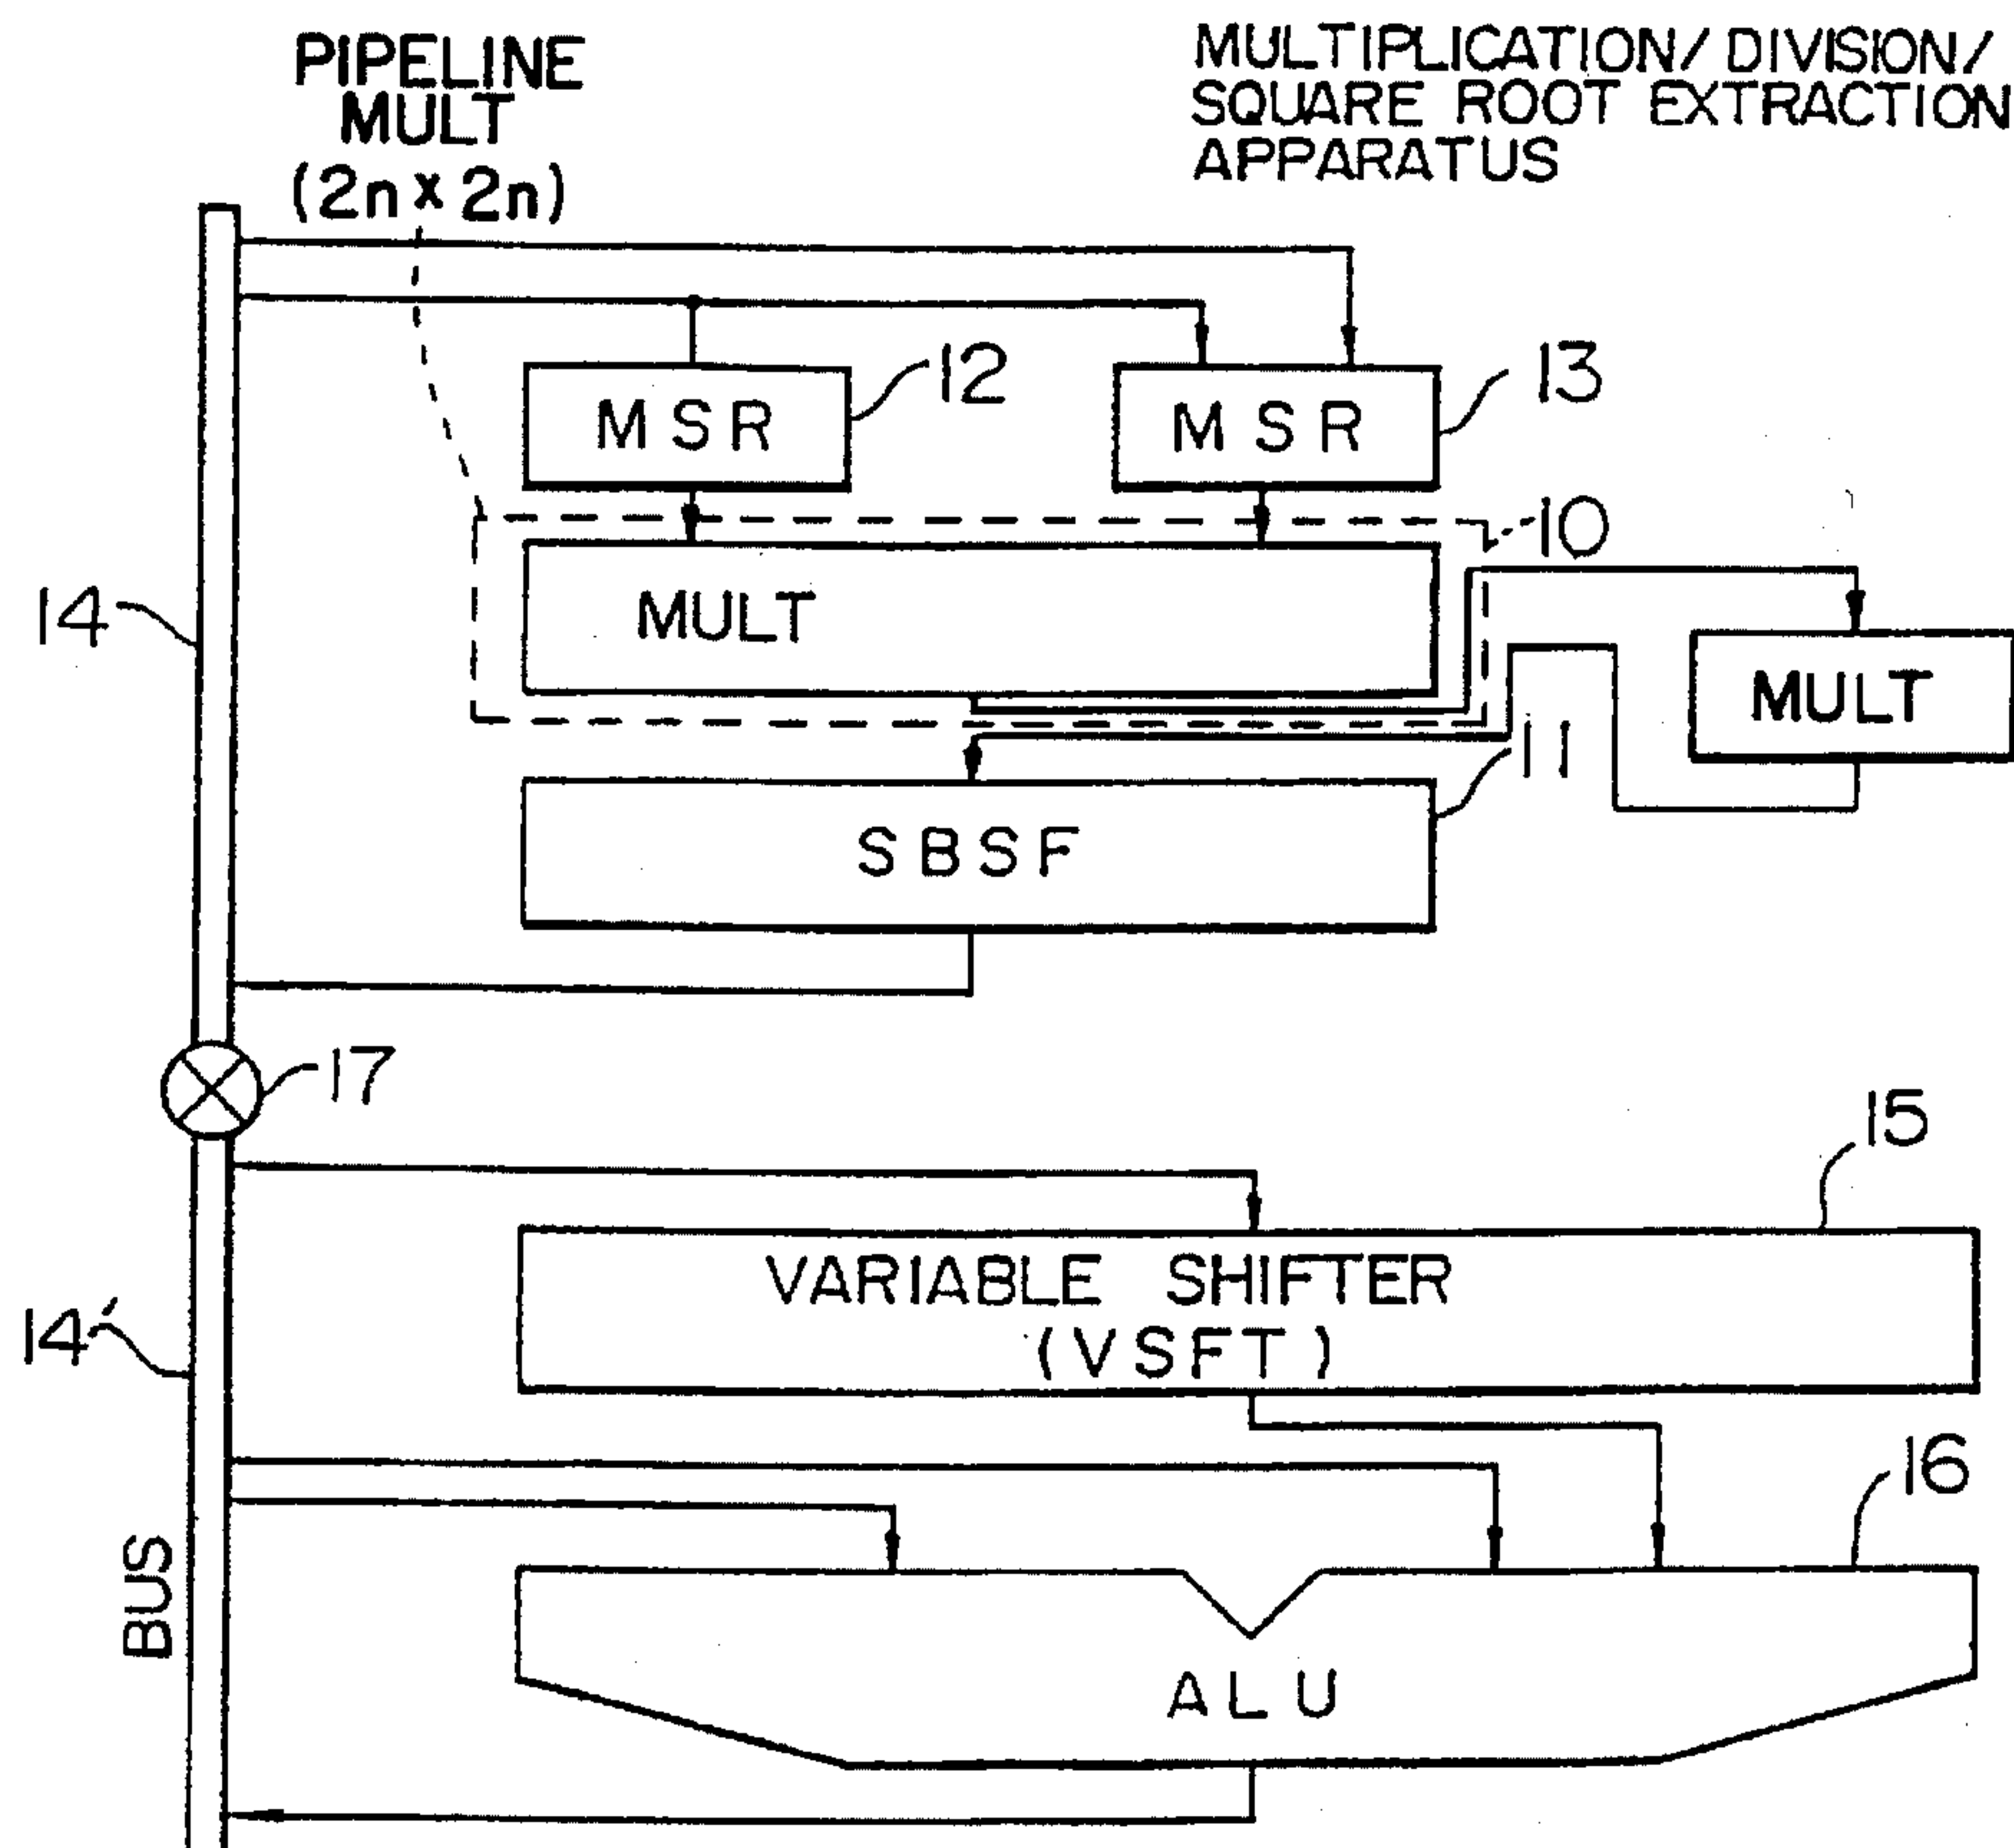 PIPELINE
MULT
(2n x 2n)
MULTIPLICATION/DIVISION/
SQUARE ROOT EXTRACTION
APPARATUS
MSR
12
MSR
13
10
14
MULT
MULT
11
SBSF
17
15
VARIABLE SHIFTER
(VSFT)
14'
16
BUS
ALU